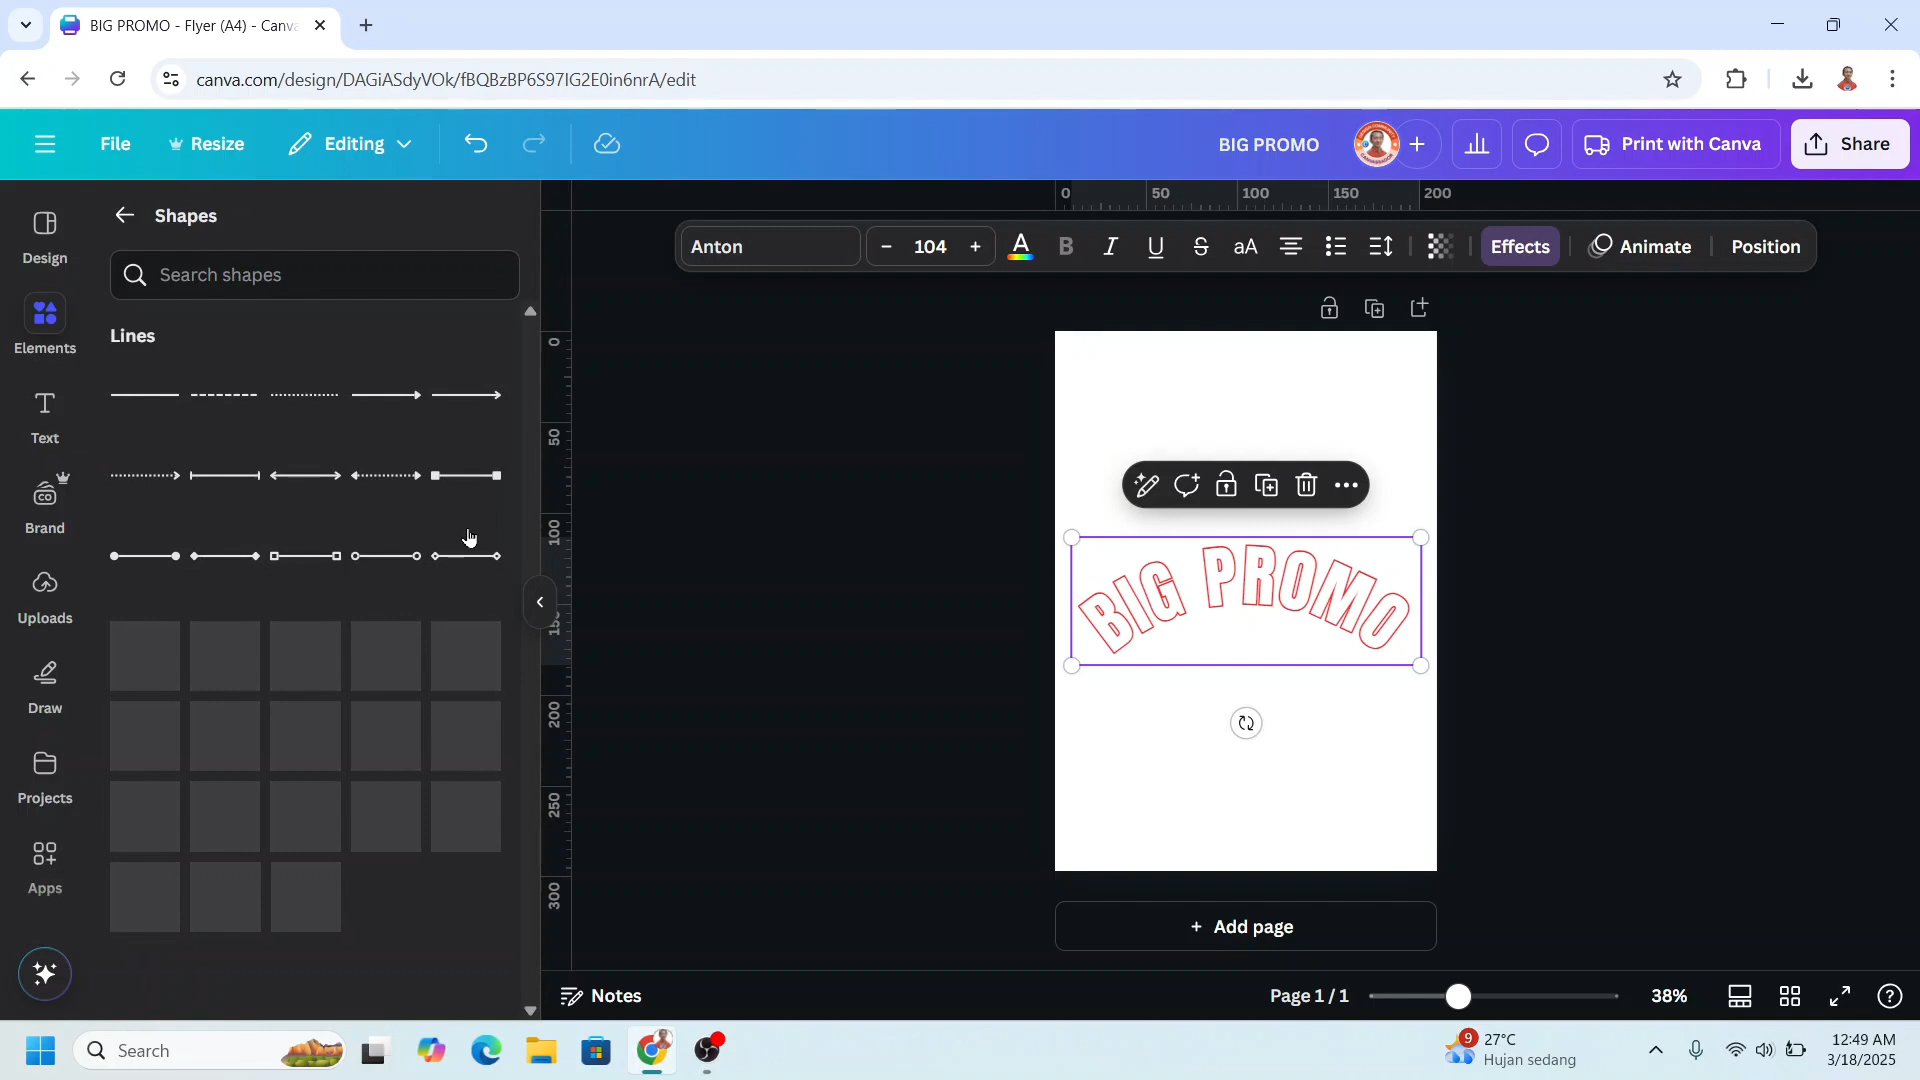 BIG PROMO - Flyer (A4) - Canva
canva.com/design/DAGiASdyVOk/fBQBzBP6S97IG2E0in6nrA/edit
File
Resize
Editing
BIG PROMO
Print with Canva
Share
Design
Elements
Text
Brand
Uploads
Draw
Projects
Apps
Shapes
Search shapes
Lines
0 50 100 150 200
Anton
- 104 +
A B I U S aA
Effects
Animate
Position
0
50
100
150
200
250
300
BIG PROMO
+ Add page
Notes
Page 1 / 1
38%
Search
9
27°C
Hujan sedang
12:49 AM
3/18/2025